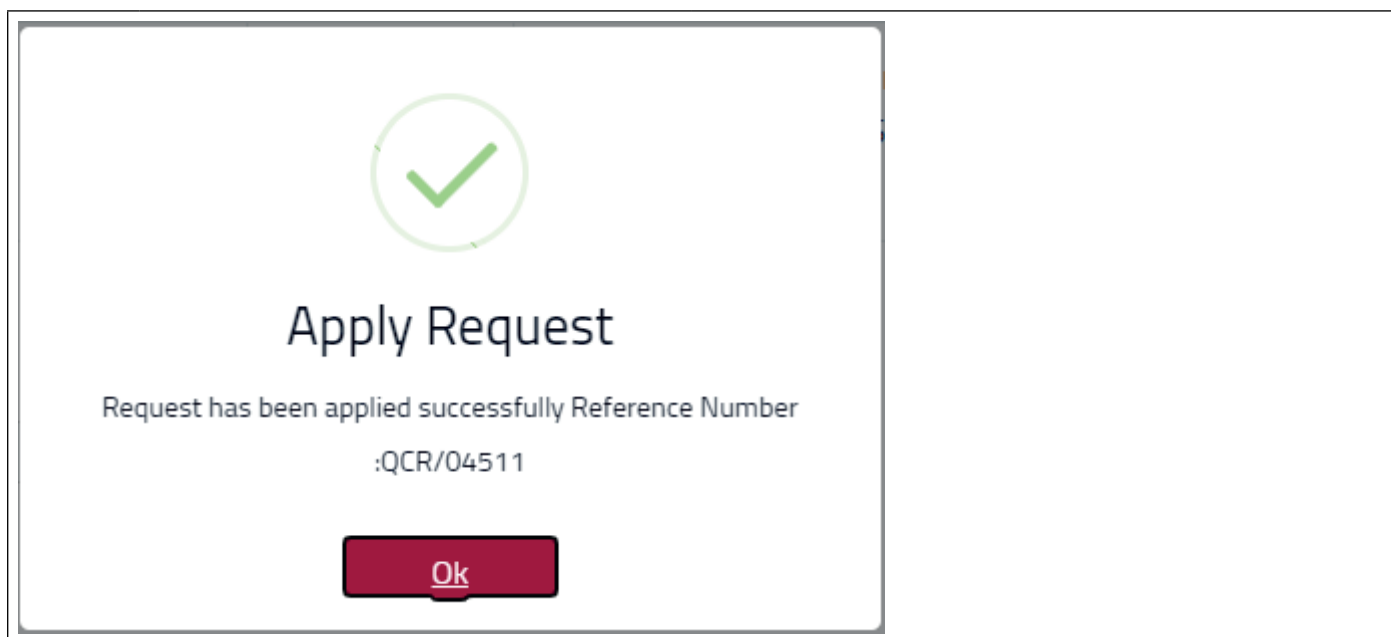 Apply Request
Request has been applied successfully Reference Number
:QCR/04511
Ok